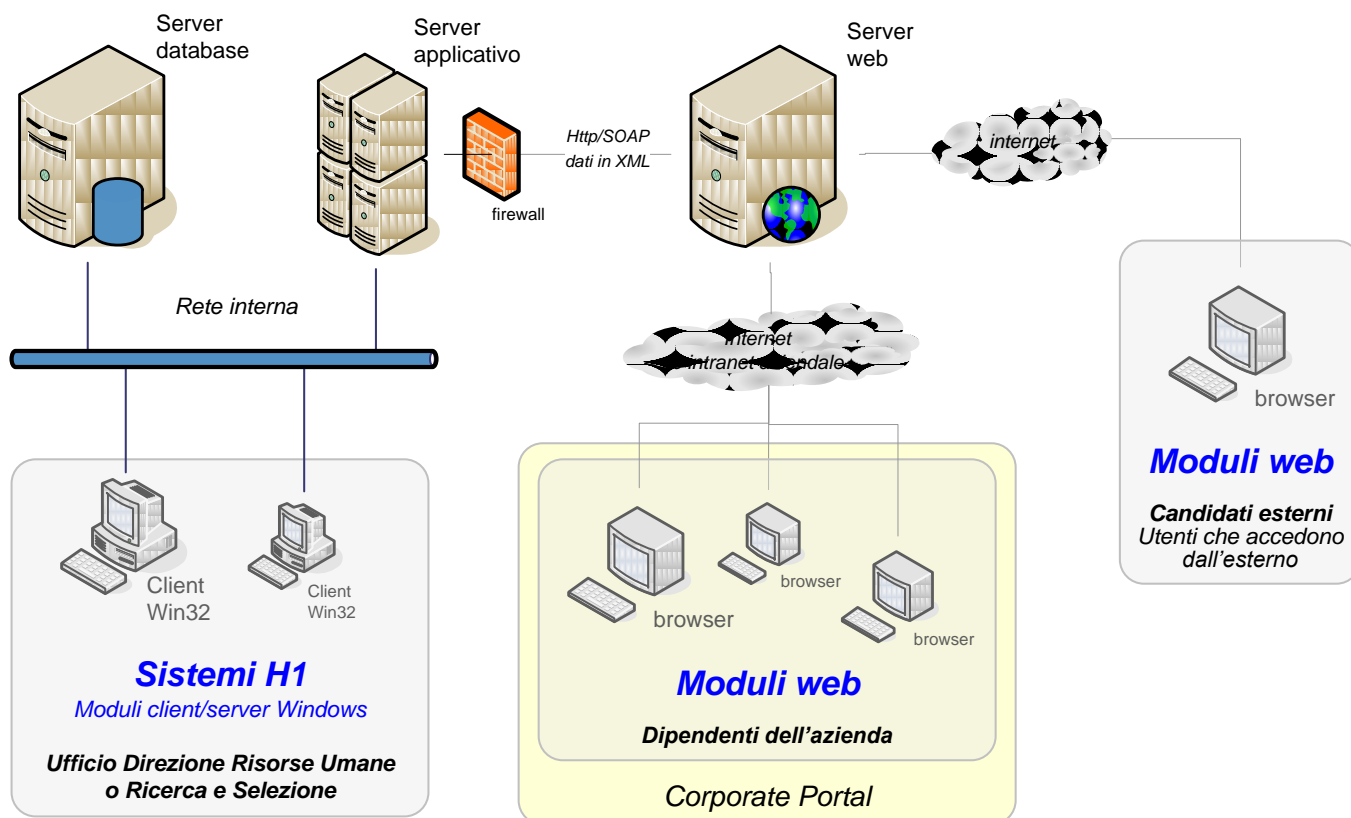 Server
database
Server
applicativo
Server
web
Http/SOAP
dati in XML
internet
firewall
Rete interna
internet
intranet aziendale
browser
Moduli web
Candidati esterni
Utenti che accedono
dall'esterno
Client
Win32
Client
Win32
Sistemi H1
Moduli client/server Windows
Ufficio Direzione Risorse Umane
o Ricerca e Selezione
browser
browser
browser
Moduli web
Dipendenti dell'azienda
Corporate Portal